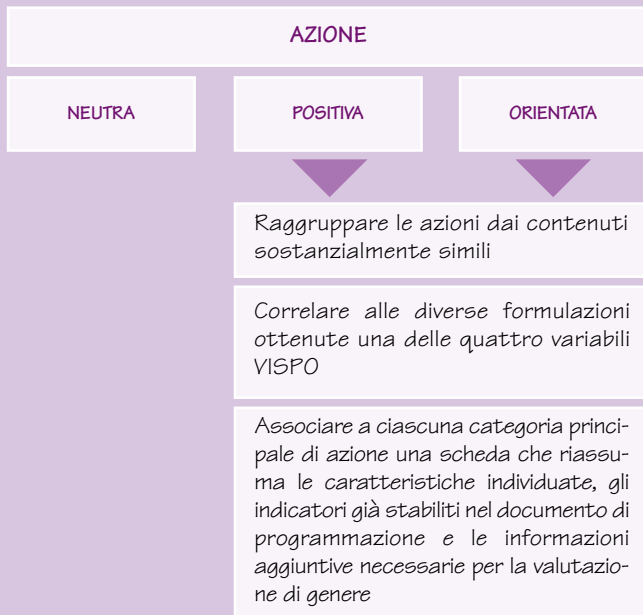 AZIONE
NEUTRA
POSITIVA
ORIENTATA
Raggruppare le azioni dai contenuti
sostanzialmente simili
Correlare alle diverse formulazioni
ottenute una delle quattro variabili
VISPO
Associare a ciascuna categoria princi-
pale di azione una scheda che riassu-
ma le caratteristiche individuate, gli
indicatori già stabiliti nel documento di
programmazione e le informazioni
aggiuntive necessarie per la valutazio-
ne di genere